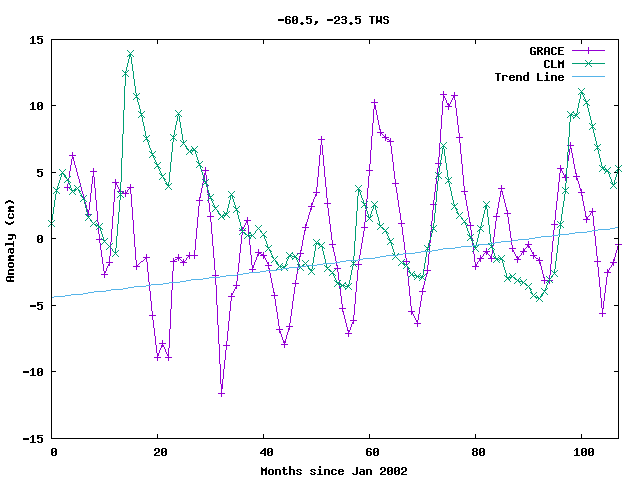 -60.5, -23.5 TWS
GRACE
CLM
Trend Line
15
10
5
0
-5
-10
-15
Anomaly (cm)
0 20 40 60 80 100
Months since Jan 2002